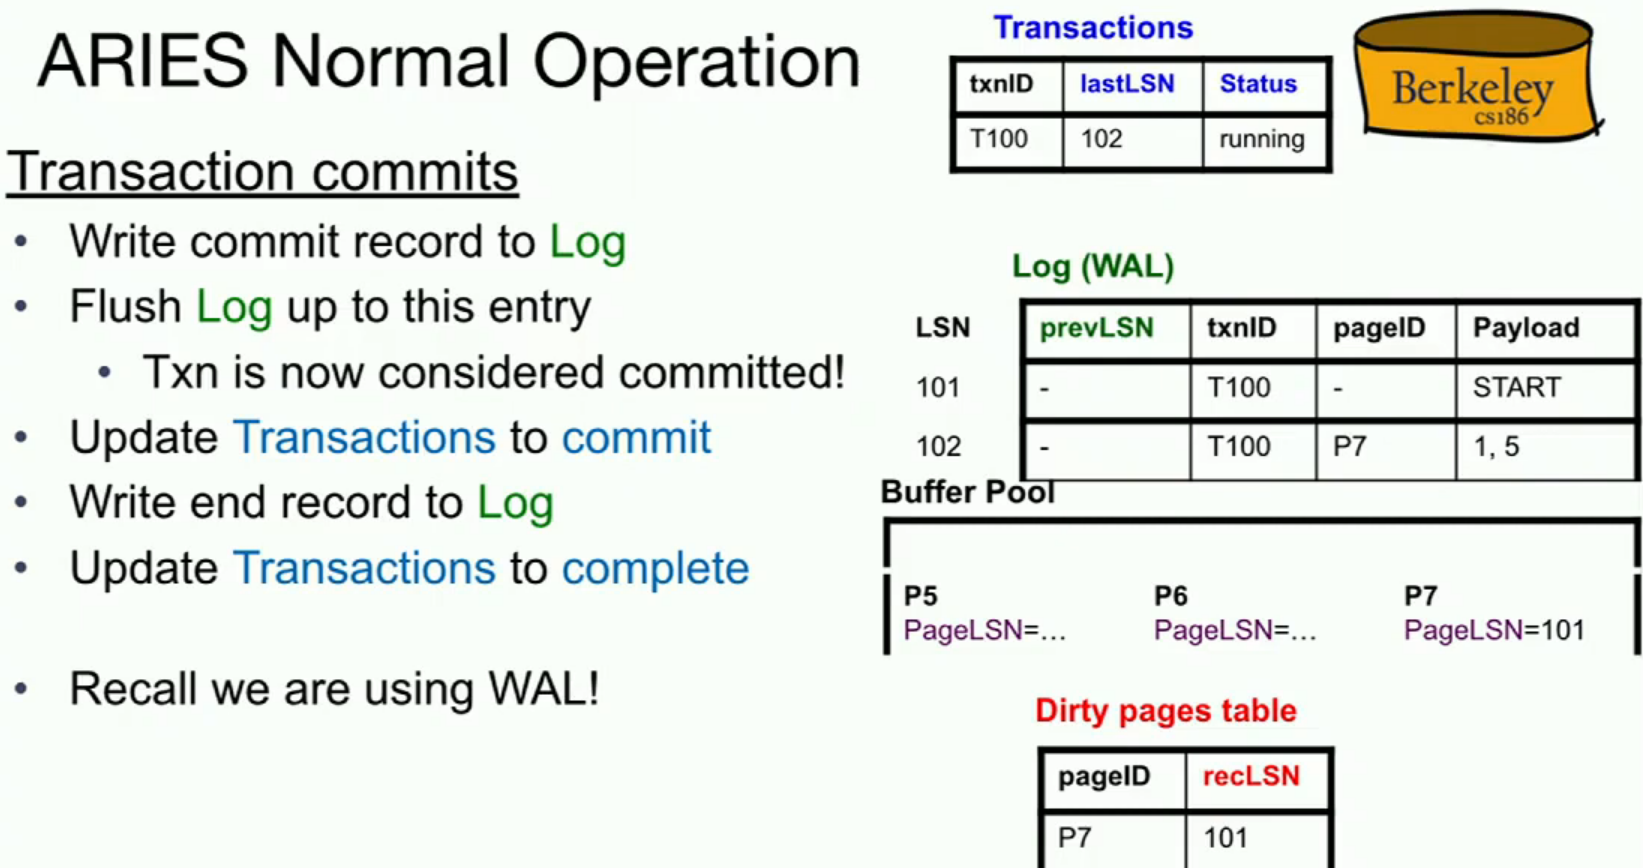 ARIES Normal Operation
Transaction commits
• Write commit record to Log
• Flush Log up to this entry
• Txn is now considered committed!
• Update Transactions to commit
• Write end record to Log
• Update Transactions to complete
• Recall we are using WAL!
Transactions
txnID lastLSN Status
T100 102 running
Berkeley
cs186
Log (WAL)
LSN prevLSN txnID pageID Payload
101 - T100 - START
102 - T100 P7 1, 5
Buffer Pool
P5 P6 P7
PageLSN=... PageLSN=... PageLSN=101
Dirty pages table
pageID recLSN
P7 101